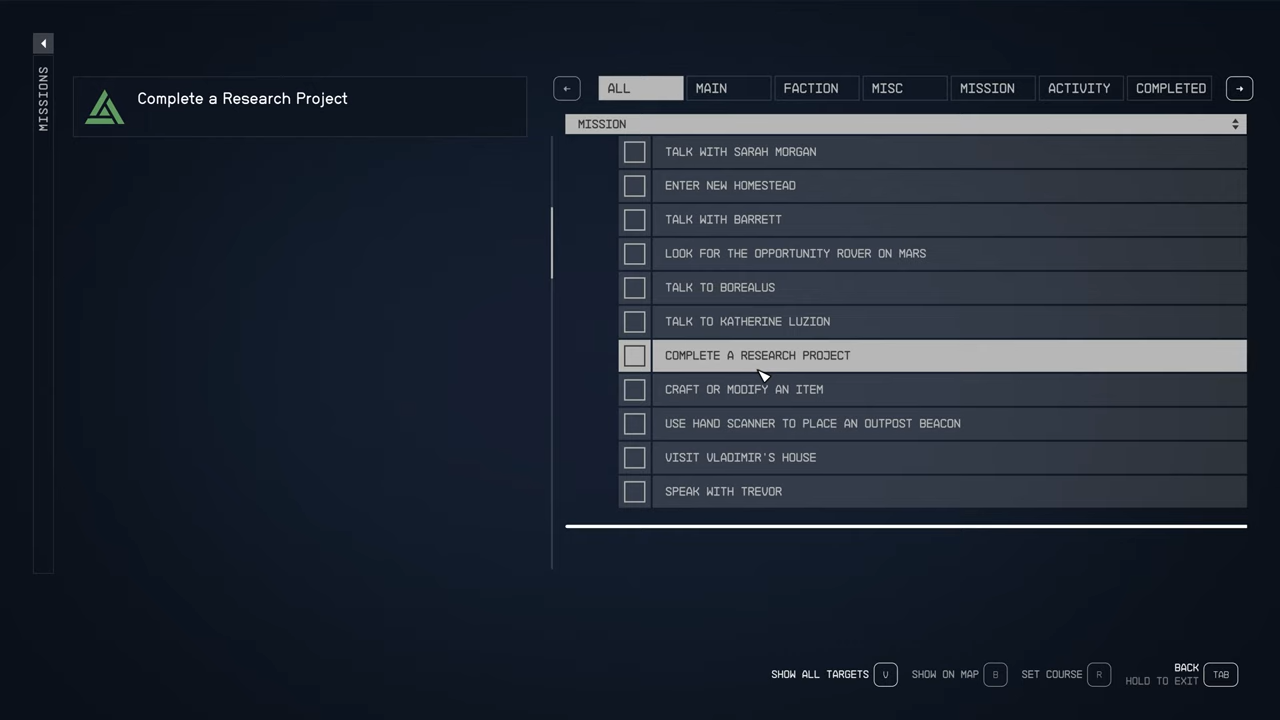 MISSIONS
Complete a Research Project
ALL MAIN FACTION MISC MISSION ACTIVITY COMPLETED
MISSION
TALK WITH SARAH MORGAN
ENTER NEW HOMESTEAD
TALK WITH BARRETT
LOOK FOR THE OPPORTUNITY ROVER ON MARS
TALK TO BOREALUS
TALK TO KATHERINE LUZION
COMPLETE A RESEARCH PROJECT
CRAFT OR MODIFY AN ITEM
USE HAND SCANNER TO PLACE AN OUTPOST BEACON
VISIT VLADIMIR'S HOUSE
SPEAK WITH TREVOR
SHOW ALL TARGETS V SHOW ON MAP B SET COURSE R BACK TAB
HOLD TO EXIT